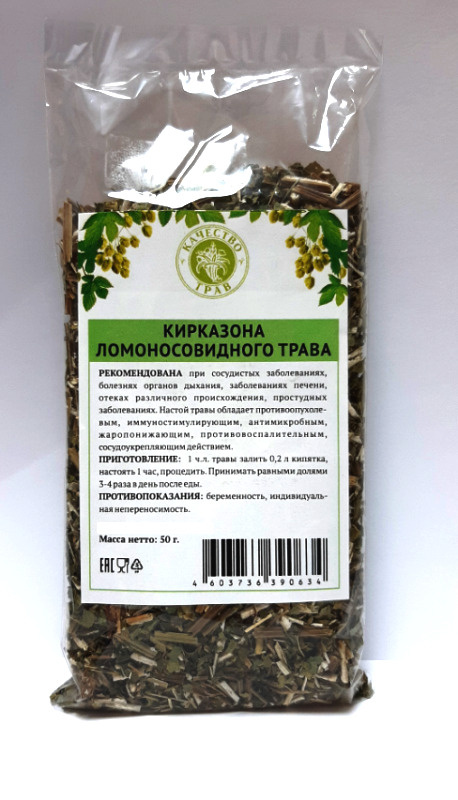 КАЧЕСТВО
ТРАВ
КИРКАЗОНА
ЛОМОНОСОВИДНОГО ТРАВА
РЕКОМЕНДОВАНА при сосудистых заболеваниях,
болезнях органов дыхания, заболеваниях печени,
отеках различного происхождения, простудных
заболеваниях. Настой травы обладает противоопухоле-
вым, иммуностимулирующим, антимикробным,
жаропонижающим, противовоспалительным,
сосудоукрепляющим действием.
ПРИГОТОВЛЕНИЕ: 1 ч.л. травы залить 0,2 л кипятка,
настоять 1 час, процедить. Принимать равными долями
3-4 раза в день после еды.
ПРОТИВОПОКАЗАНИЯ: беременность, индивидуаль-
ная непереносимость.
Масса нетто: 50 г.
EAC
4 603736 390634